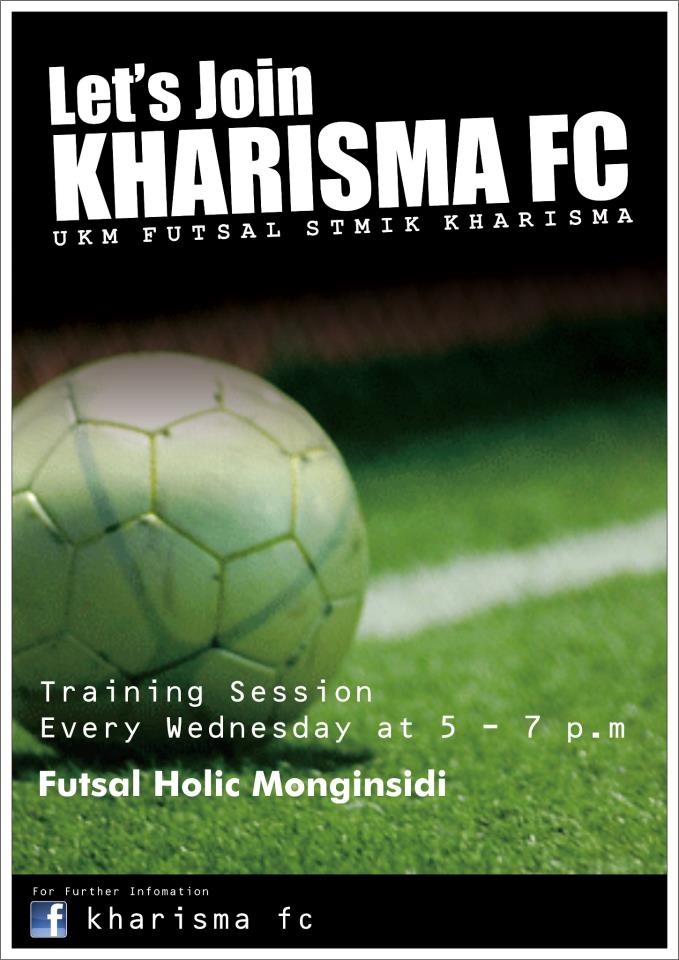 Let's Join
KHARISMA FC
UKM FUTSAL STMIK KHARISMA
Training Session
Every Wednesday at 5 - 7 p.m
Futsal Holic Monginsidi
For Further Infomation
f kharisma fc